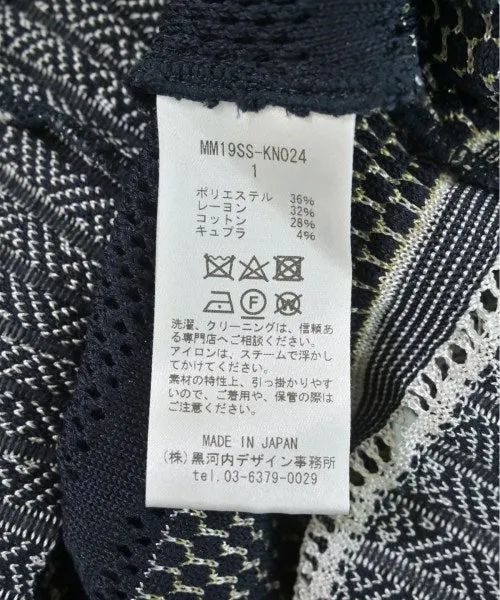 MM19SS-KN024
1
ポリエステル 36%
レーヨン 32%
コットン 28%
キュプラ 4%
F
W
洗濯、クリーニングは、信頼あ
る専門店へご相談ください。
アイロンは、スチームで浮かし
てかけてください。
素材の特性上、引っ掛かりやす
いので、ご着用や、保管の際は
ご注意ください。
MADE IN JAPAN
(株)黒河内デザイン事務所
tel.03-6379-0029